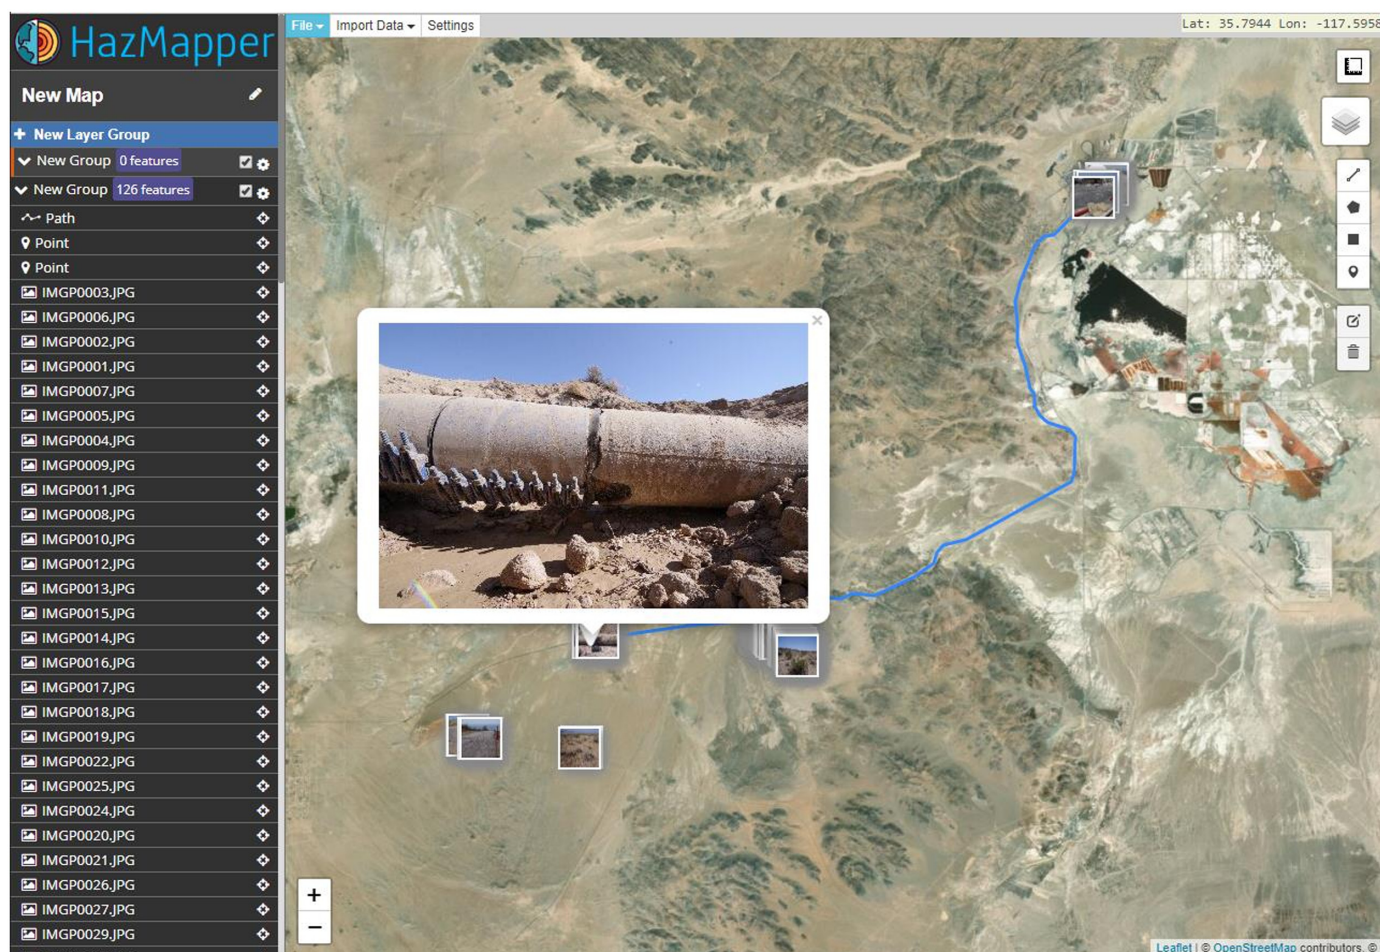 HazMapper
File Import Data Settings
Lat: 35.7944 Lon: -117.5958
New Map
New Layer Group
New Group 0 features
New Group 126 features
Path
Point
Point
IMGP0003.JPG
IMGP0006.JPG
IMGP0002.JPG
IMGP0001.JPG
IMGP0007.JPG
IMGP0005.JPG
IMGP0004.JPG
IMGP0009.JPG
IMGP0011.JPG
IMGP0008.JPG
IMGP0010.JPG
IMGP0012.JPG
IMGP0013.JPG
IMGP0015.JPG
IMGP0014.JPG
IMGP0016.JPG
IMGP0017.JPG
IMGP0018.JPG
IMGP0019.JPG
IMGP0022.JPG
IMGP0025.JPG
IMGP0024.JPG
IMGP0020.JPG
IMGP0021.JPG
IMGP0026.JPG
IMGP0027.JPG
IMGP0029.JPG
+
−
Leaflet | © OpenStreetMap contributors, ©